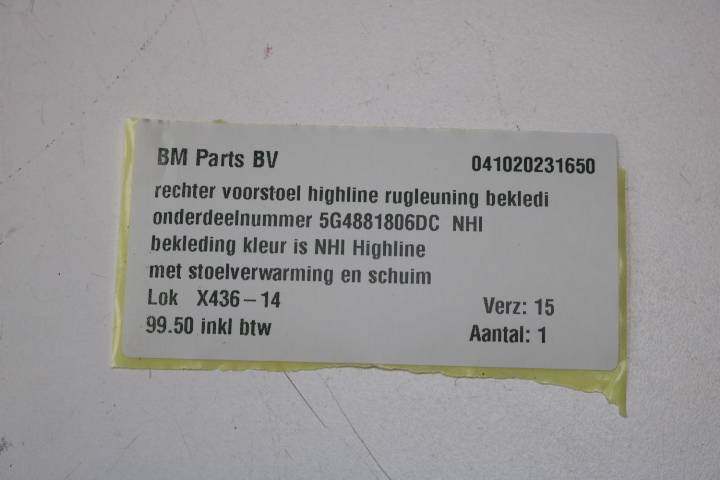 BM Parts BV 041020231650
rechter voorstoel highline rugleuning bekledi
onderdeelnummer 5G4881806DC NHI
bekleding kleur is NHI Highline
met stoelverwarming en schuim
Lok X436-14 Verz: 15
99.50 inkl btw Aantal: 1